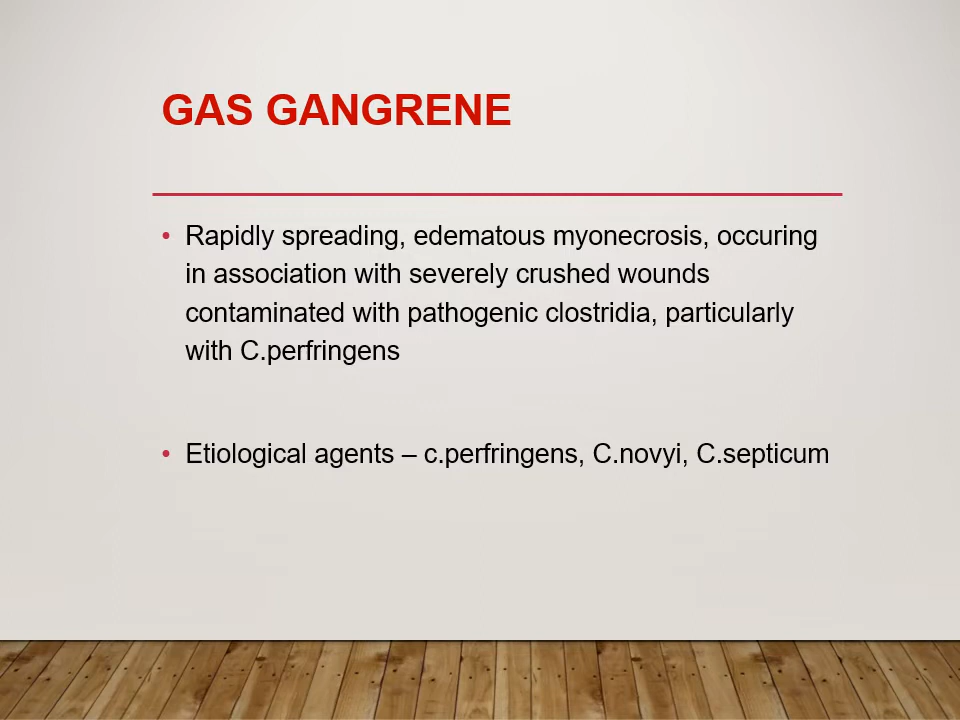 GAS GANGRENE
• Rapidly spreading, edematous myonecrosis, occuring
in association with severely crushed wounds
contaminated with pathogenic clostridia, particularly
with C.perfringens
• Etiological agents – c.perfringens, C.novyi, C.septicum